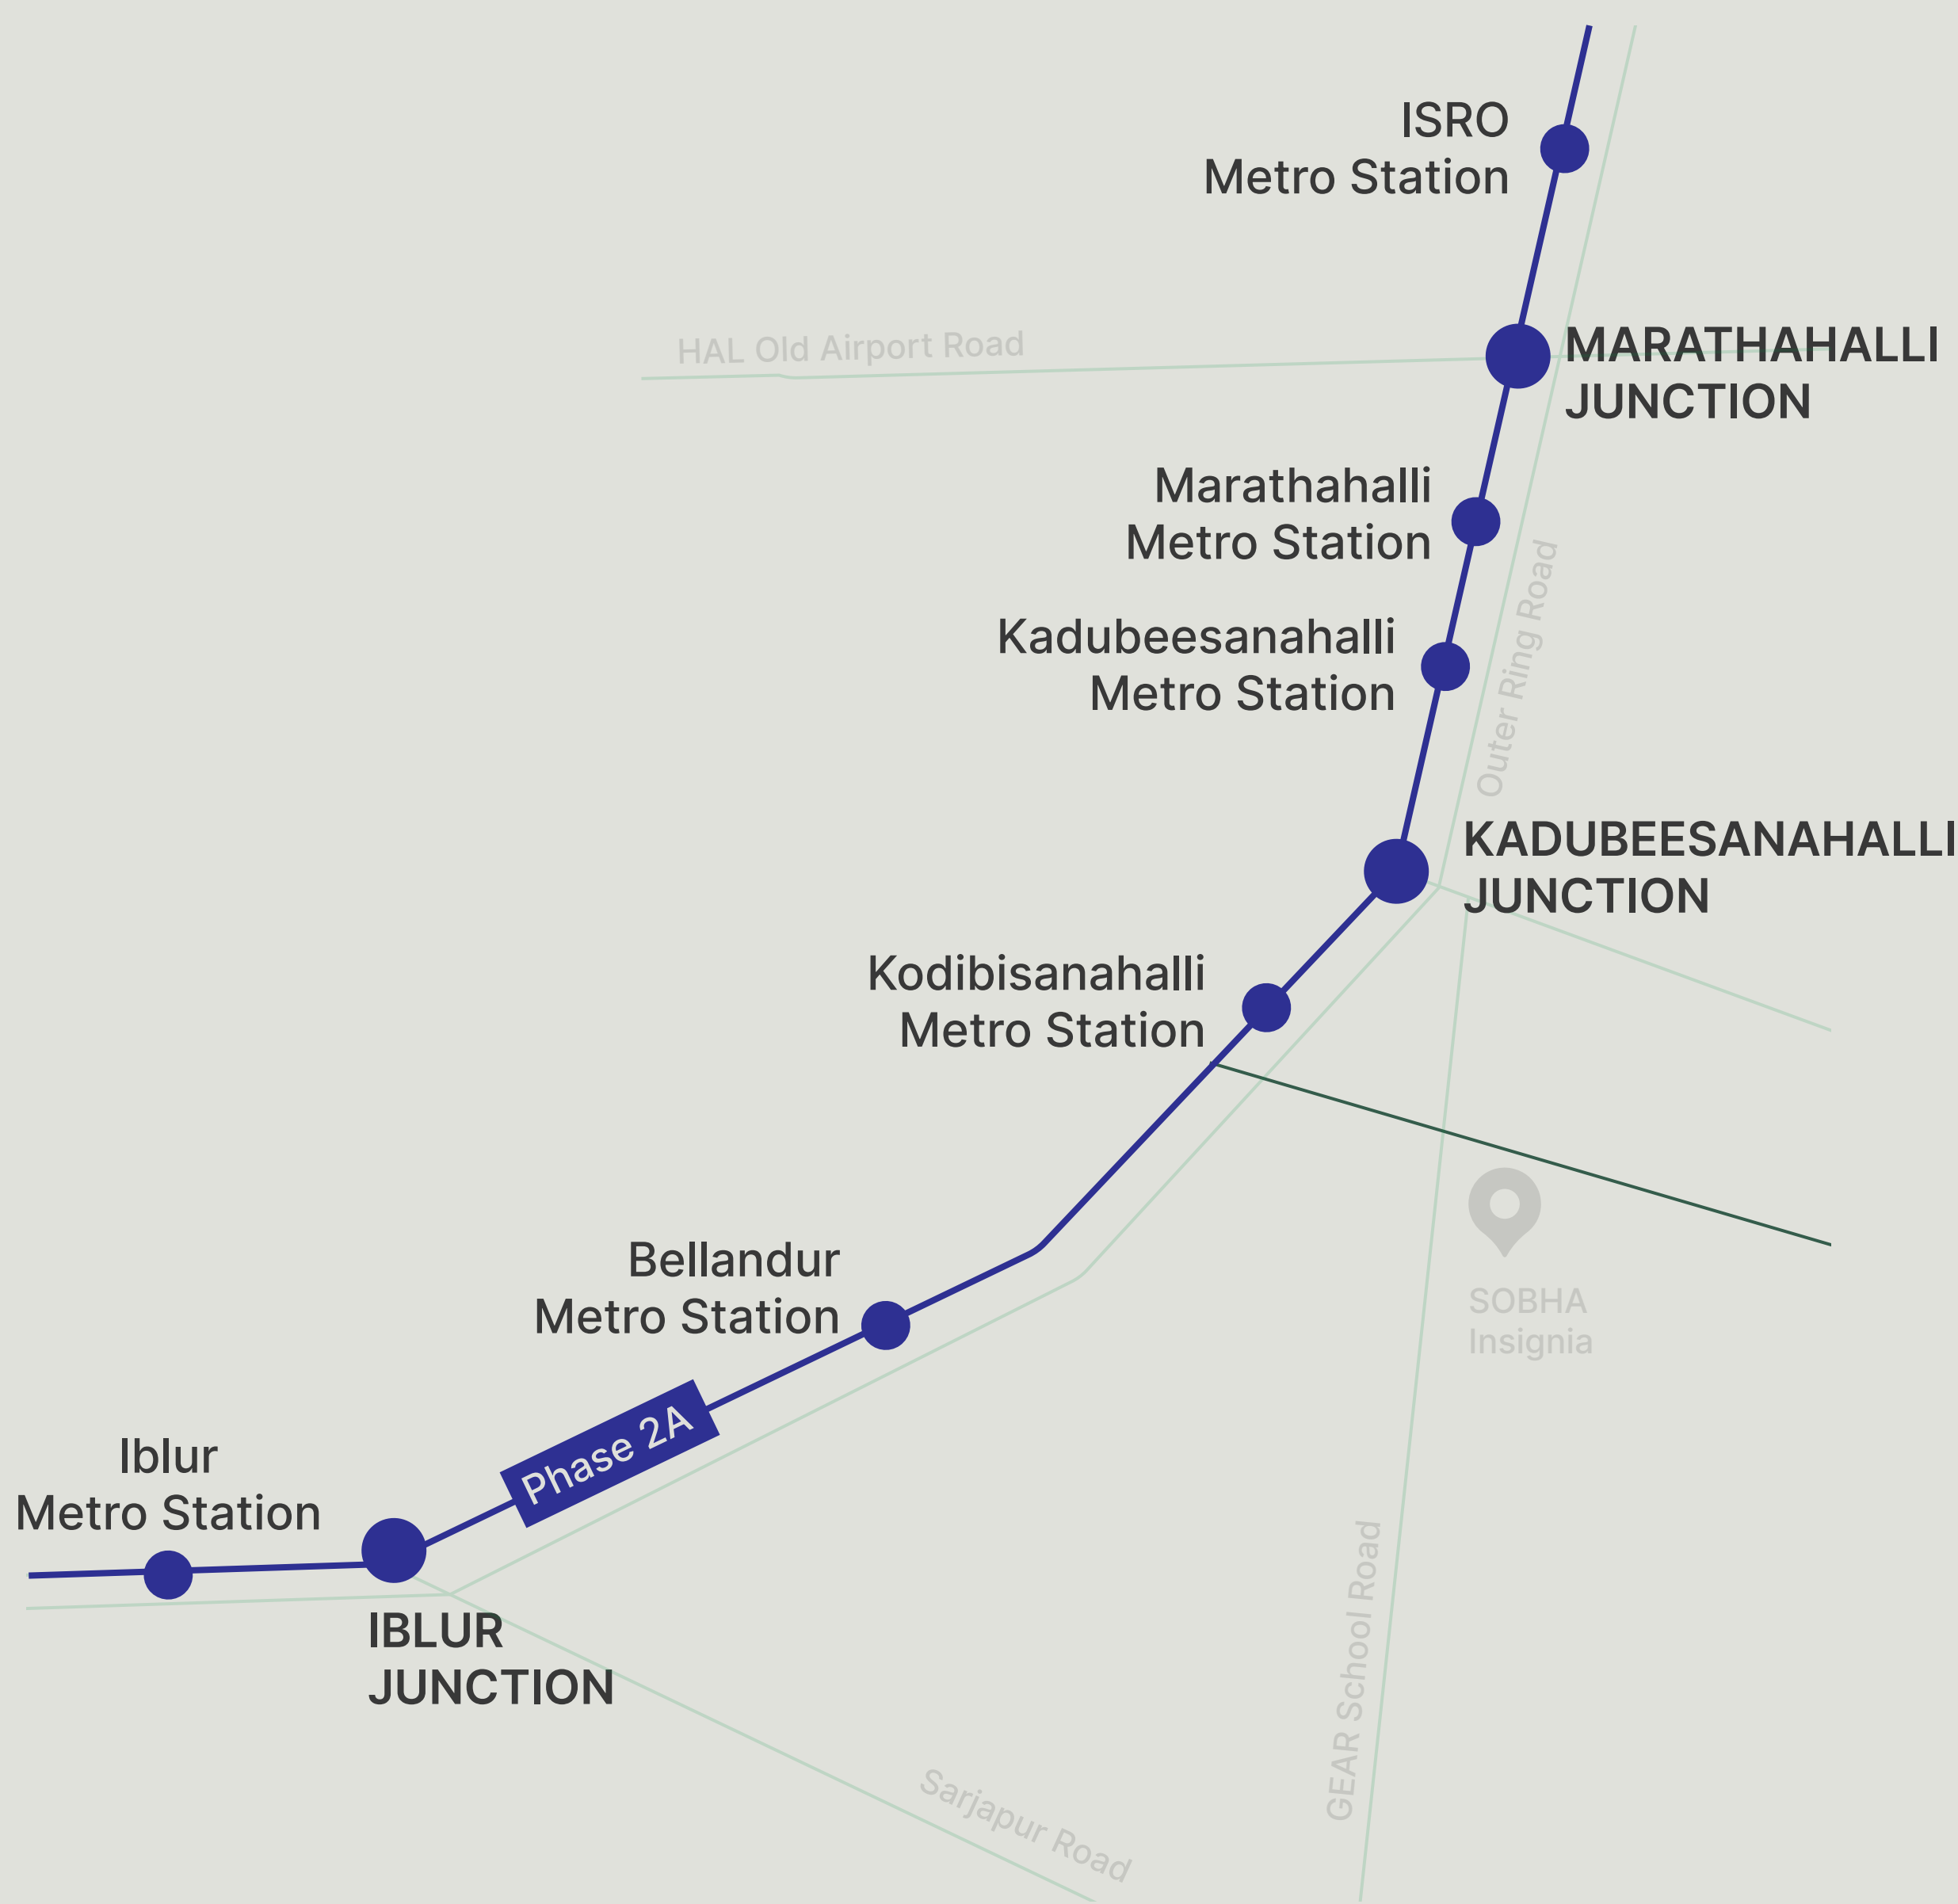 ISRO
Metro Station
HAL Old Airport Road
MARATHAHALLI
JUNCTION
Marathahalli
Metro Station
Outer Ring Road
Kadubeesanahalli
Metro Station
KADUBEESANAHALLI
JUNCTION
Kodibisanahalli
Metro Station
Bellandur
Metro Station
SOBHA
Insignia
Phase 2A
Iblur
Metro Station
IBLUR
JUNCTION
GEAR School Road
Sarjapur Road